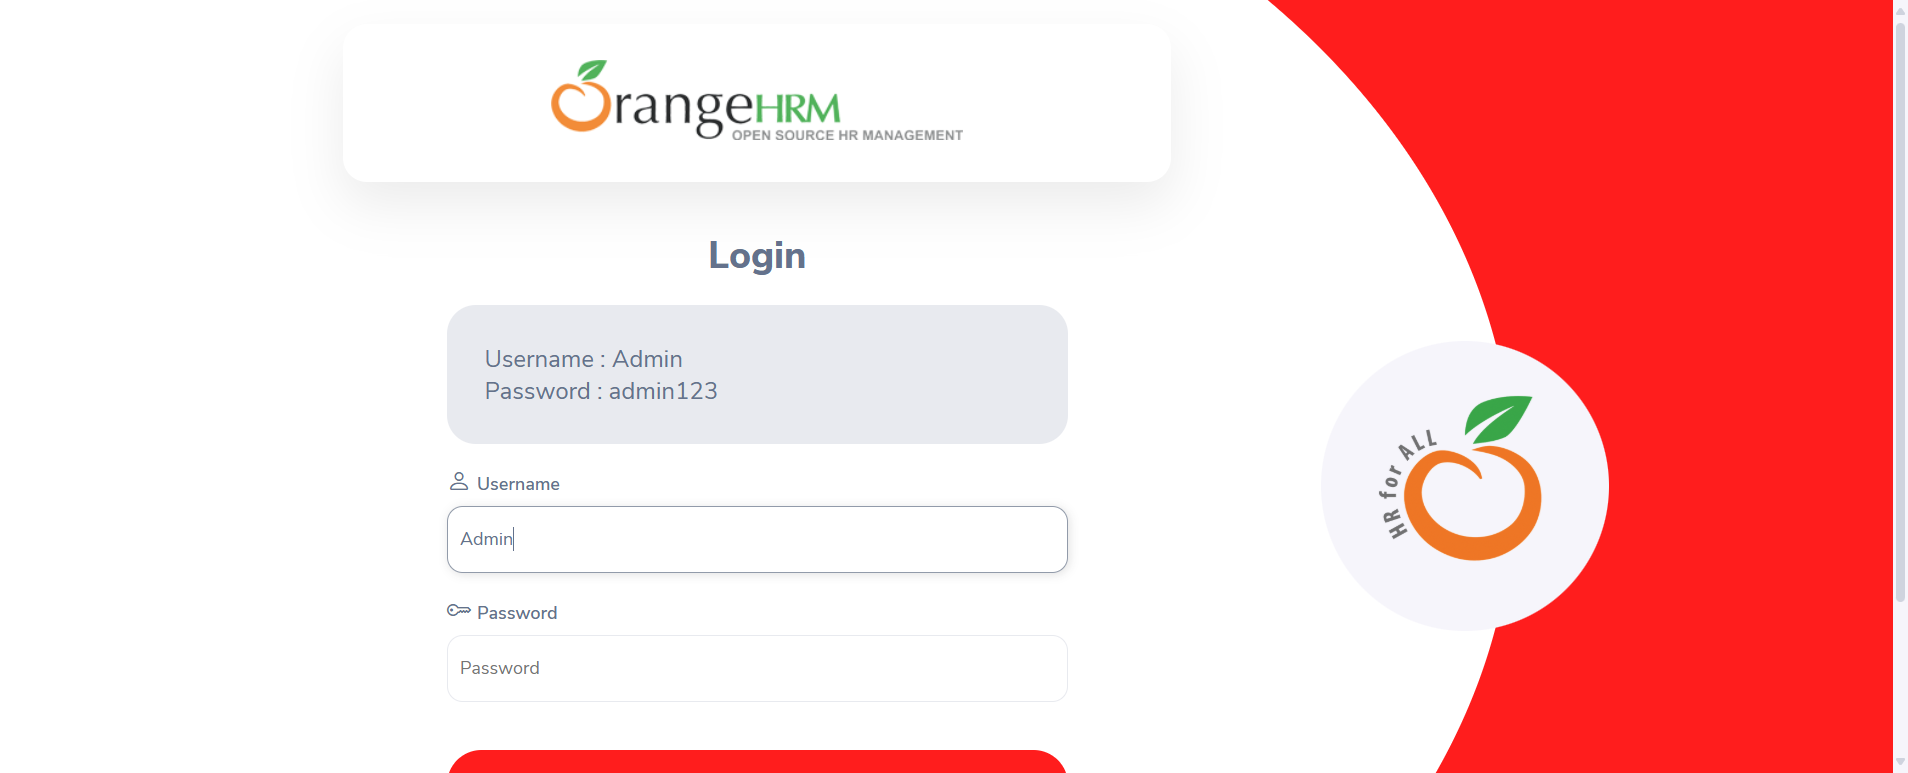 OrangeHRM
OPEN SOURCE HR MANAGEMENT
Login
Username : Admin
Password : admin123
Username
Admin
Password
Password
HR for ALL